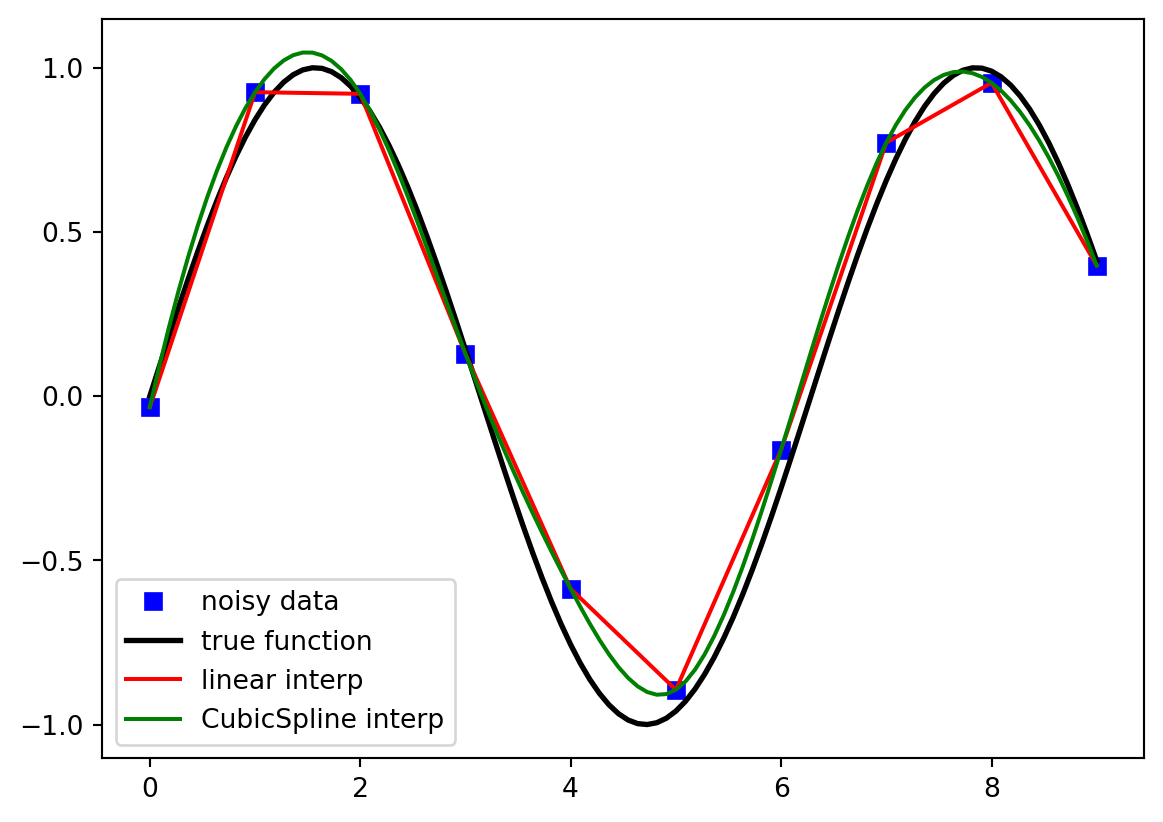 1.0
0.5
0.0
−0.5
−1.0
noisy data
true function
linear interp
CubicSpline interp
0 2 4 6 8